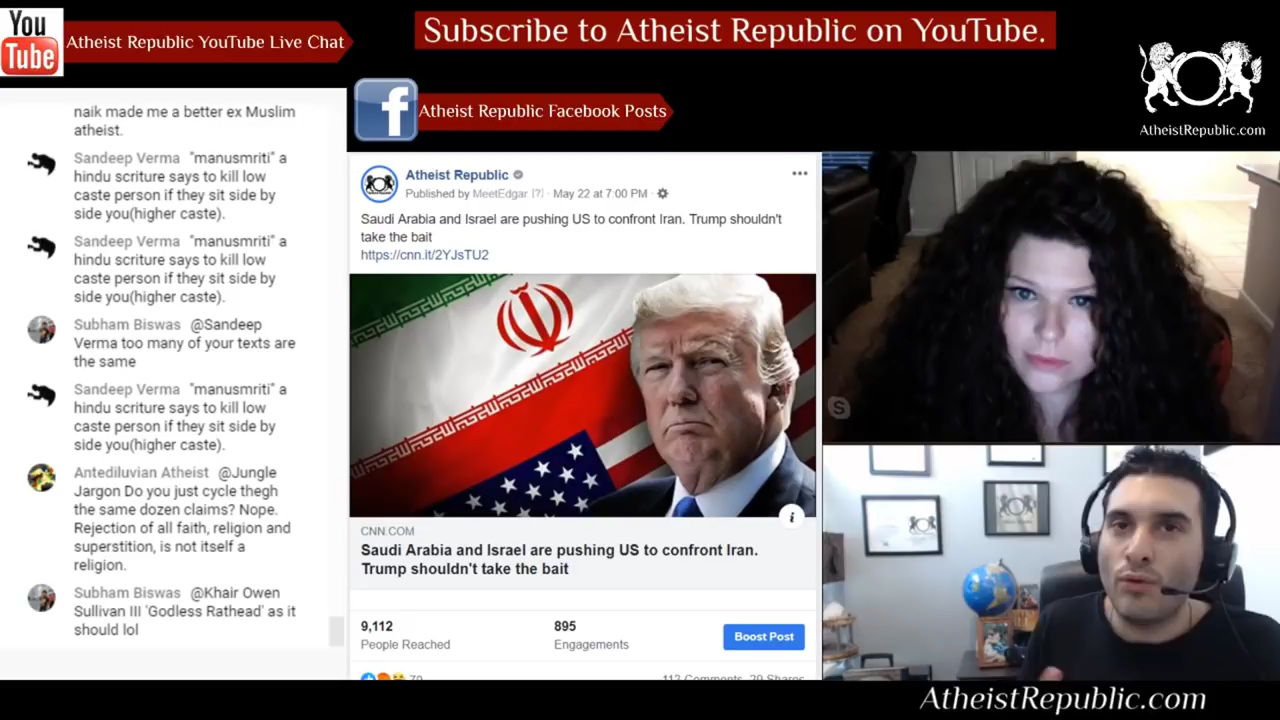 You
Tube
Atheist Republic YouTube Live Chat
Subscribe to Atheist Republic on YouTube.
AtheistRepublic.com
Atheist Republic Facebook Posts
naik made me a better ex Muslim
atheist.
Sandeep Verma "manusmriti" a
hindu scriture says to kill low
caste person if they sit side by
side you(higher caste).
Sandeep Verma "manusmriti" a
hindu scriture says to kill low
caste person if they sit side by
side you(higher caste).
Subham Biswas @Sandeep
Verma too many of your texts are
the same
Sandeep Verma "manusmriti" a
hindu scriture says to kill low
caste person if they sit side by
side you(higher caste).
Antediluvian Atheist @Jungle
Jargon Do you just cycle thegh
the same dozen claims? Nope.
Rejection of all faith, religion and
superstition, is not itself a
religion.
Subham Biswas @Khair Owen
Sullivan III 'Godless Rathead' as it
should lol
Atheist Republic
Published by MeetEdgar [?] · May 22 at 7:00 PM ·
Saudi Arabia and Israel are pushing US to confront Iran. Trump shouldn't
take the bait
https://cnn.it/2YJsTU2
CNN.COM
Saudi Arabia and Israel are pushing US to confront Iran.
Trump shouldn't take the bait
9,112
People Reached
895
Engagements
Boost Post
70
113 Comments 29 Shares
AtheistRepublic.com